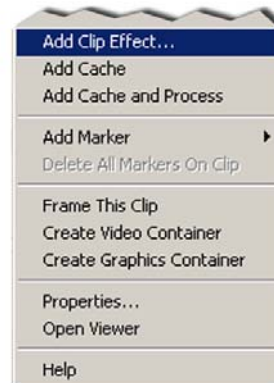 Add Clip Effect...
Add Cache
Add Cache and Process
Add Marker
Delete All Markers On Clip
Frame This Clip
Create Video Container
Create Graphics Container
Properties...
Open Viewer
Help